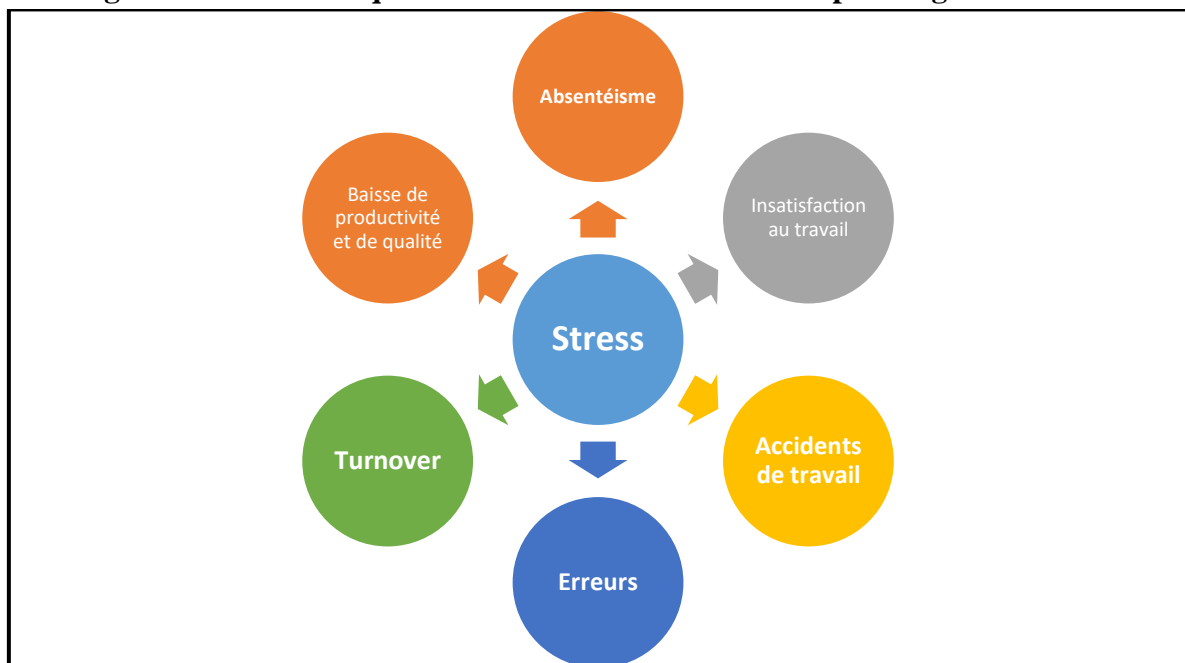 Absentéisme
Baisse de
productivité
et de qualité
Insatisfaction
au travail
Stress
Turnover
Accidents
de travail
Erreurs